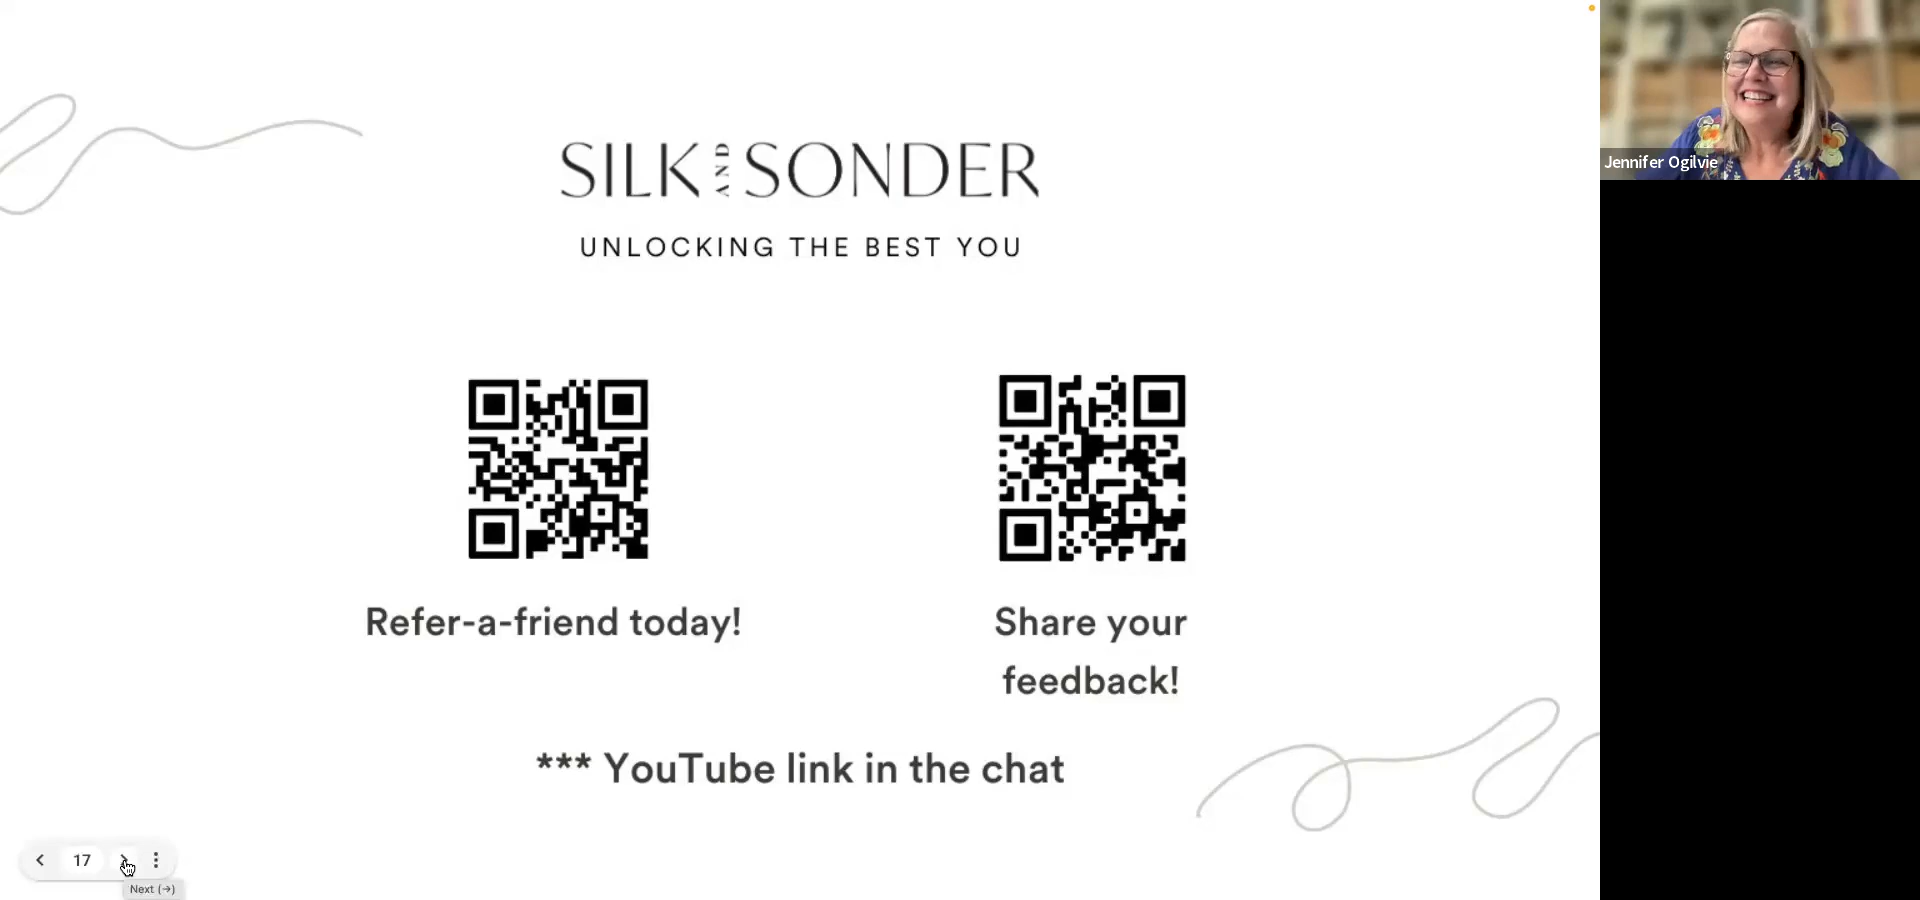 SILK AND SONDER
UNLOCKING THE BEST YOU
Refer-a-friend today!
Share your
feedback!
*** YouTube link in the chat
17
Next (→)
Jennifer Ogilvie